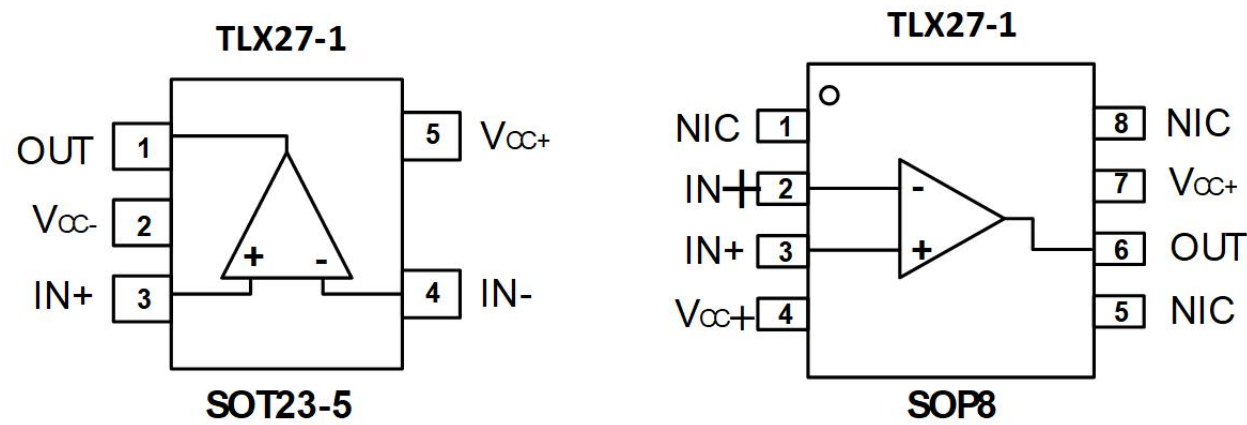 TLX27-1
OUT 1
VCC- 2
IN+ 3
5 VCC+
4 IN-
+ -
SOT23-5
TLX27-1
NIC 1
IN+ 2
IN+ 3
VCC+ 4
8 NIC
7 VCC+
6 OUT
5 NIC
-
+
SOP8